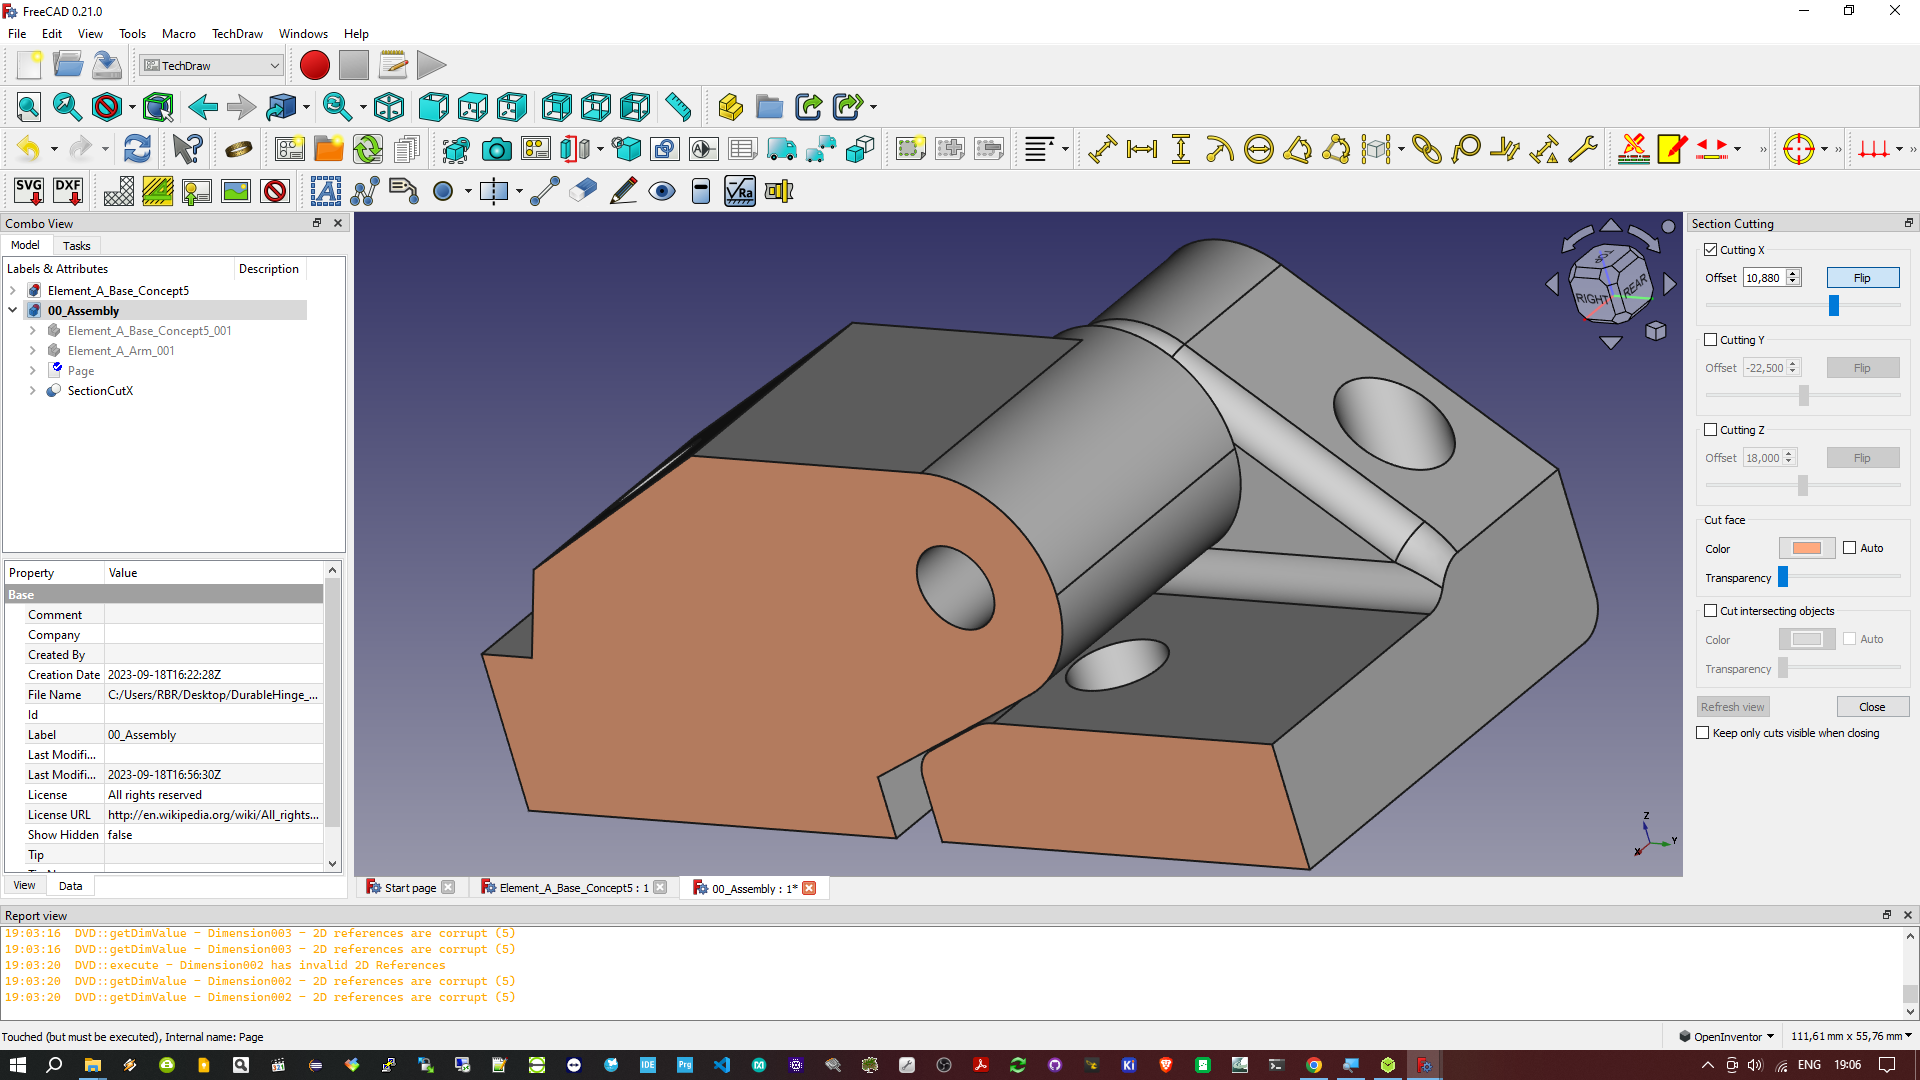 FreeCAD 0.21.0
File Edit View Tools Macro TechDraw Windows Help
TechDraw
SVG DXF
Ra
Combo View
Model Tasks
Labels & Attributes Description
Element_A_Base_Concept5
00_Assembly
Element_A_Base_Concept5_001
Element_A_Arm_001
Page
SectionCutX
Property Value
Base
Comment
Company
Created By
Creation Date 2023-09-18T16:22:28Z
File Name C:/Users/RBR/Desktop/DurableHinge_...
Id
Label 00_Assembly
Last Modifi...
Last Modifi... 2023-09-18T16:56:30Z
License All rights reserved
License URL http://en.wikipedia.org/wiki/All_rights...
Show Hidden false
Tip
View Data
RIGHT REAR
Z
Y
X
Section Cutting
Cutting X
Offset 10,880 Flip
Cutting Y
Offset -22,500 Flip
Cutting Z
Offset 18,000 Flip
Cut face
Color Auto
Transparency
Cut intersecting objects
Color Auto
Transparency
Refresh view Close
Keep only cuts visible when closing
Start page Element_A_Base_Concept5 : 1 00_Assembly : 1*
Report view
19:03:16 DVD::getDimValue - Dimension003 - 2D references are corrupt (5)
19:03:16 DVD::getDimValue - Dimension003 - 2D references are corrupt (5)
19:03:20 DVD::execute - Dimension002 has invalid 2D References
19:03:20 DVD::getDimValue - Dimension002 - 2D references are corrupt (5)
19:03:20 DVD::getDimValue - Dimension002 - 2D references are corrupt (5)
Touched (but must be executed), Internal name: Page
OpenInventor 111,61 mm x 55,76 mm
IDE Prg Ki ENG 19:06